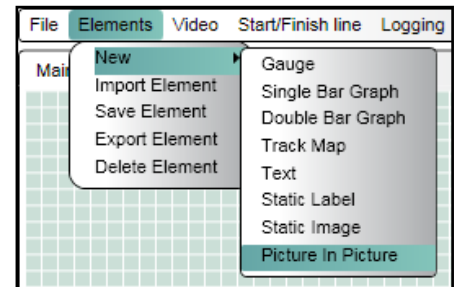 File Elements Video Start/Finish line Logging
New
Import Element
Save Element
Export Element
Delete Element
Gauge
Single Bar Graph
Double Bar Graph
Track Map
Text
Static Label
Static Image
Picture In Picture